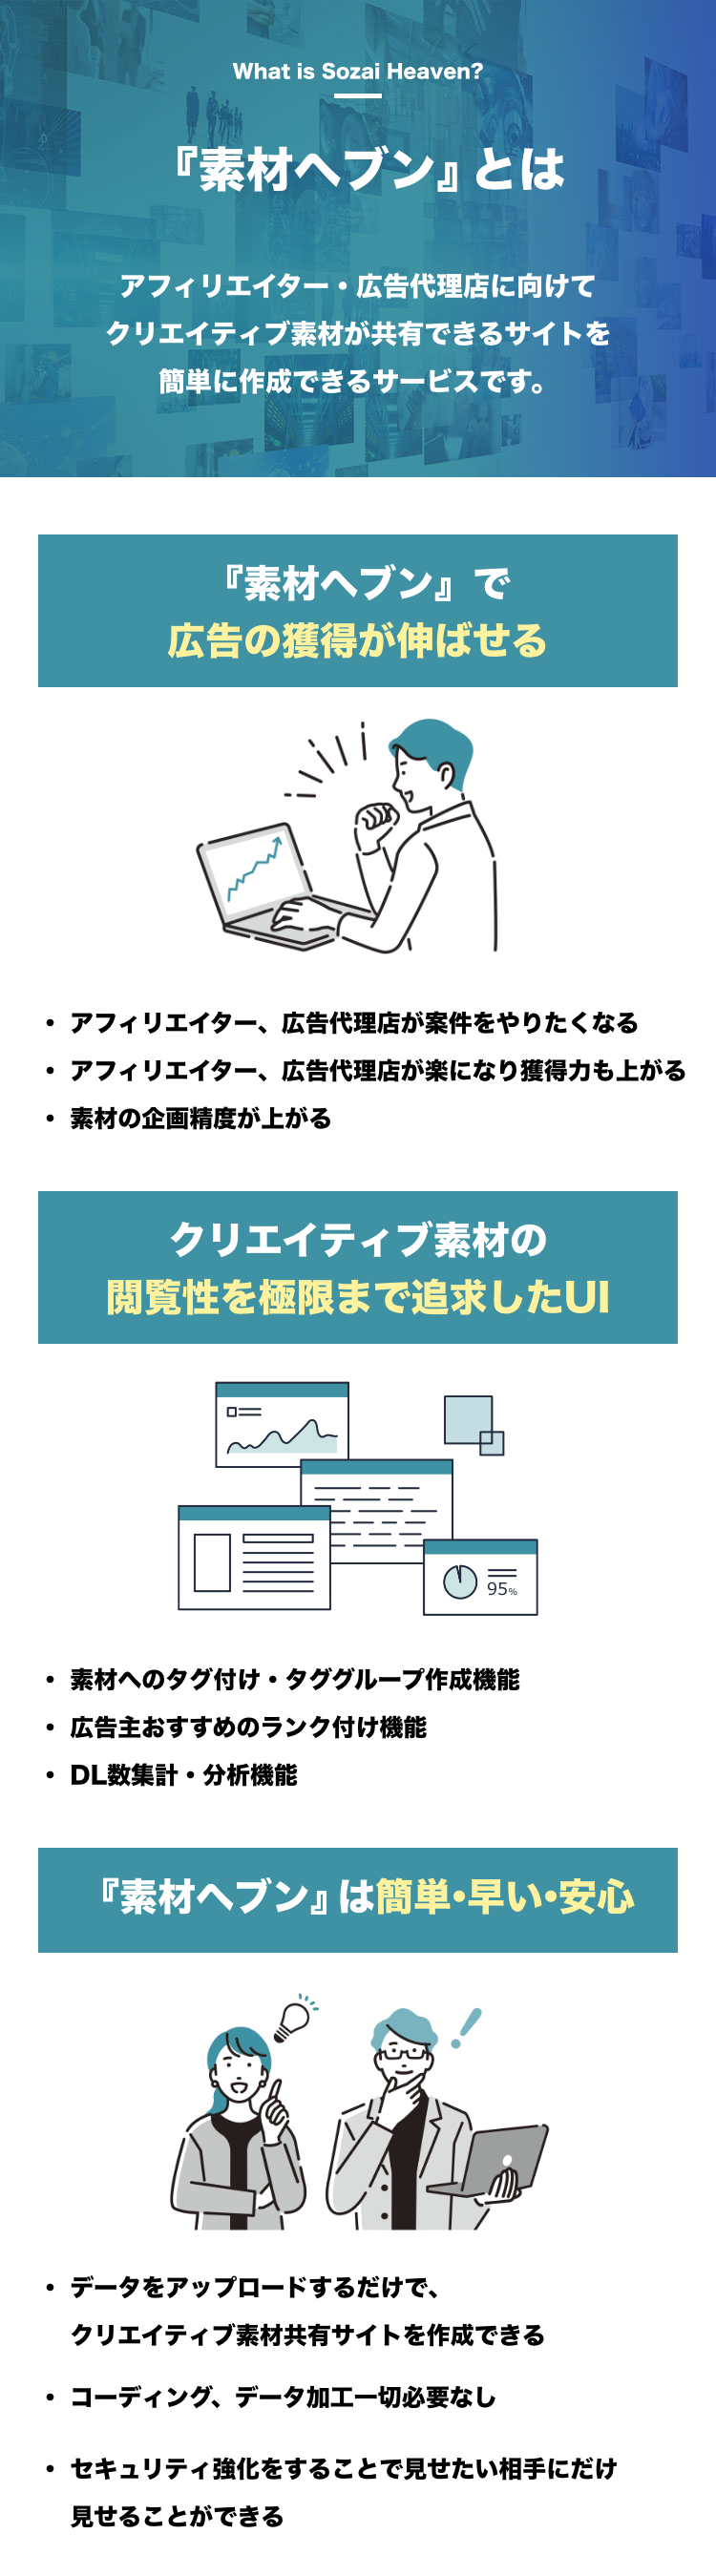 What is Sozai Heaven?
『素材ヘブン』とは
アフィリエイター・広告代理店に向けて
クリエイティブ素材が共有できるサイトを
簡単に作成できるサービスです。
『素材ヘブン』で
広告の獲得が伸ばせる
• アフィリエイター、広告代理店が案件をやりたくなる
• アフィリエイター、広告代理店が楽になり獲得力も上がる
• 素材の企画精度が上がる
クリエイティブ素材の
閲覧性を極限まで追求したUI
95%
• 素材へのタグ付け・タググループ作成機能
• 広告主おすすめのランク付け機能
• DL数集計・分析機能
『素材ヘブン』は簡単•早い•安心
• データをアップロードするだけで、
クリエイティブ素材共有サイトを作成できる
• コーディング、データ加工一切必要なし
• セキュリティ強化をすることで見せたい相手にだけ
見せることができる